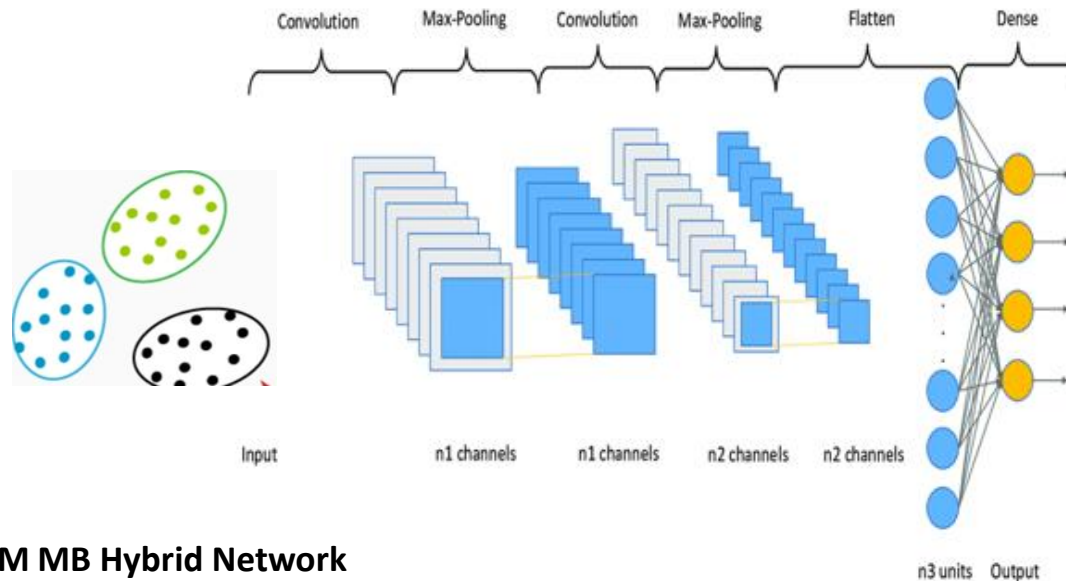 Convolution Max-Pooling Convolution Max-Pooling Flatten Dense
Input n1 channels n1 channels n2 channels n2 channels
M MB Hybrid Network
n3 units Output